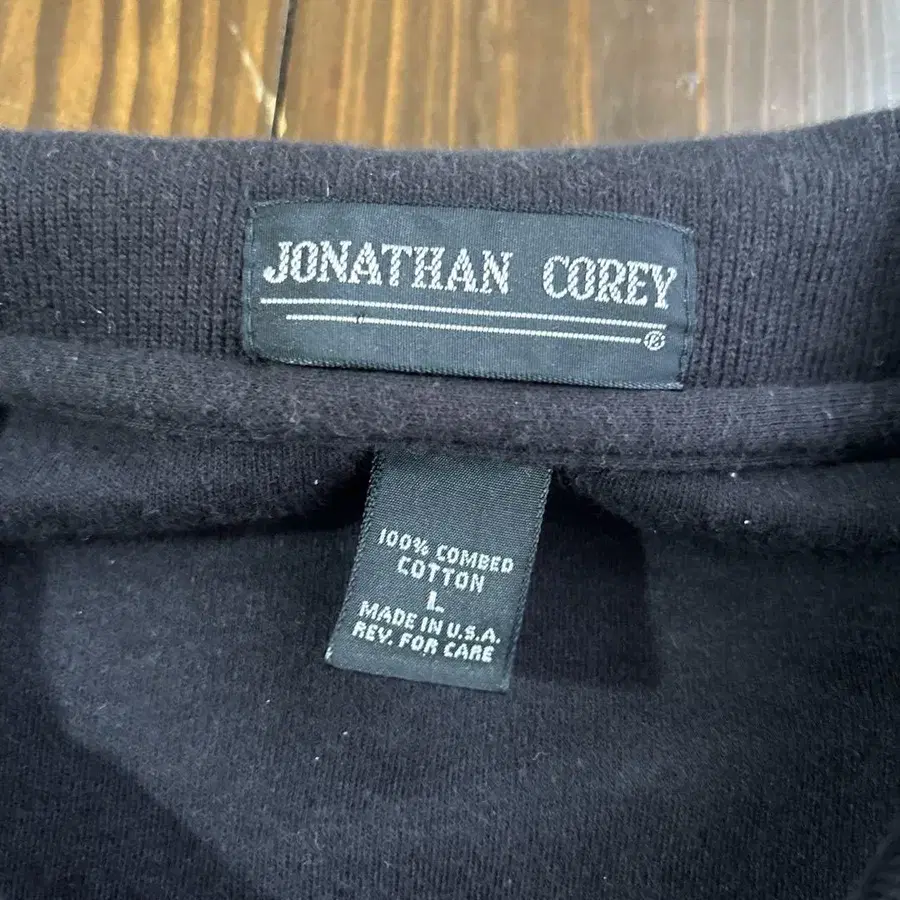 JONATHAN COREY
®
100% COMBED
COTTON
L
MADE IN U.S.A.
REV. FOR CARE